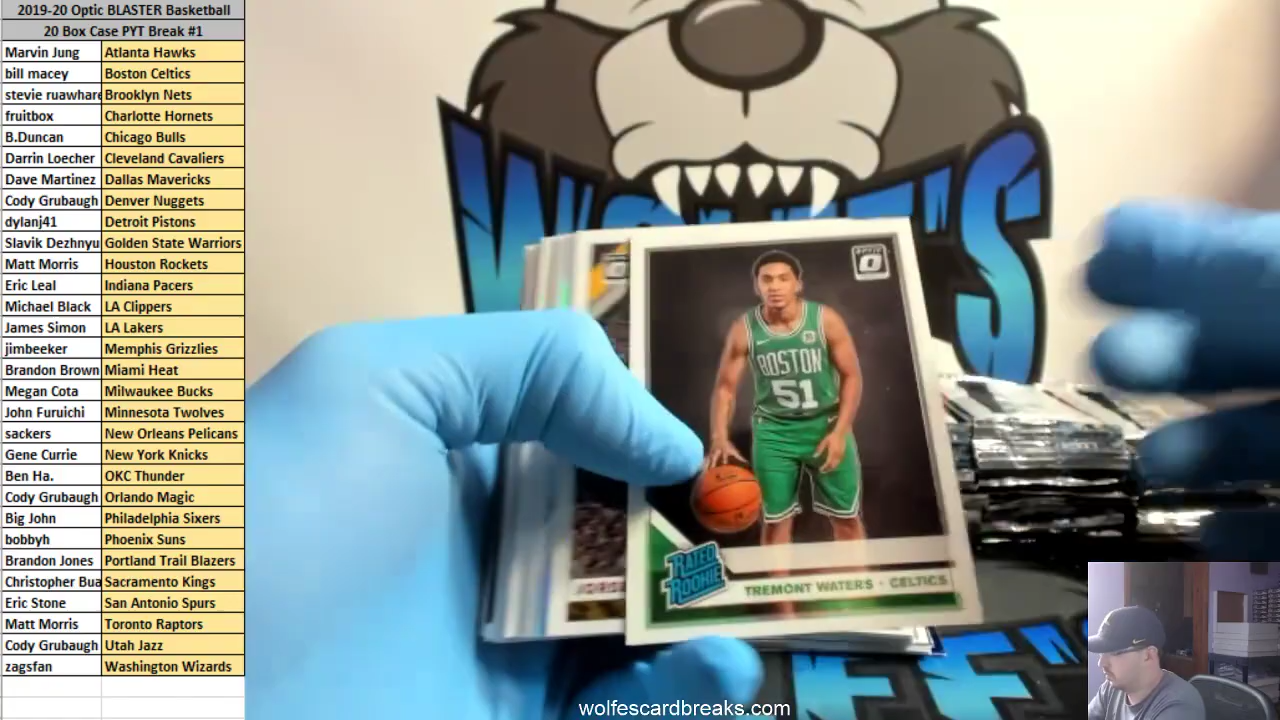 2019-20 Optic BLASTER Basketball
20 Box Case PYT Break #1
Marvin Jung Atlanta Hawks
bill macey Boston Celtics
stevie ruawhare Brooklyn Nets
fruitbox Charlotte Hornets
B.Duncan Chicago Bulls
Darrin Loecher Cleveland Cavaliers
Dave Martinez Dallas Mavericks
Cody Grubaugh Denver Nuggets
dylanj41 Detroit Pistons
Slavik Dezhnyu Golden State Warriors
Matt Morris Houston Rockets
Eric Leal Indiana Pacers
Michael Black LA Clippers
James Simon LA Lakers
jimbeeker Memphis Grizzlies
Brandon Brown Miami Heat
Megan Cota Milwaukee Bucks
John Furuichi Minnesota Twolves
sackers New Orleans Pelicans
Gene Currie New York Knicks
Ben Ha. OKC Thunder
Cody Grubaugh Orlando Magic
Big John Philadelphia Sixers
bobbyh Phoenix Suns
Brandon Jones Portland Trail Blazers
Christopher Bua Sacramento Kings
Eric Stone San Antonio Spurs
Matt Morris Toronto Raptors
Cody Grubaugh Utah Jazz
zagsfan Washington Wizards
OPTIC
BOSTON
51
RATED
ROOKIE
TREMONT WATERS · CELTICS
wolfescardbreaks.com